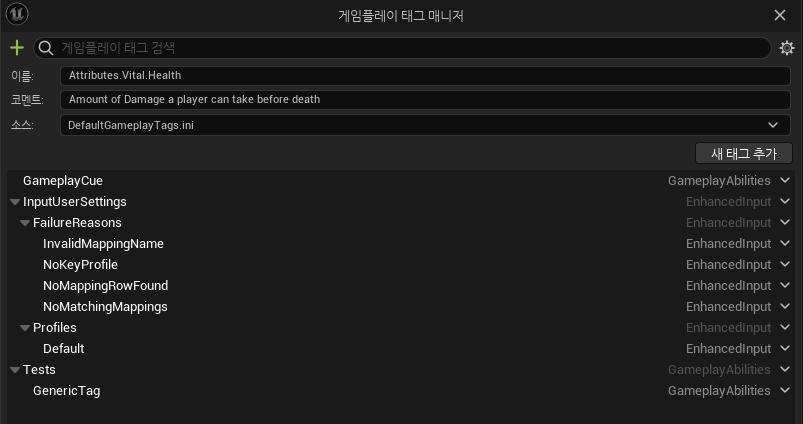 게임플레이 태그 매니저
게임플레이 태그 검색
이름: Attributes.Vital.Health
코멘트: Amount of Damage a player can take before death
소스: DefaultGameplayTags.ini
새 태그 추가
GameplayCue GameplayAbilities
InputUserSettings EnhancedInput
FailureReasons EnhancedInput
InvalidMappingName EnhancedInput
NoKeyProfile EnhancedInput
NoMappingRowFound EnhancedInput
NoMatchingMappings EnhancedInput
Profiles EnhancedInput
Default EnhancedInput
Tests GameplayAbilities
GenericTag GameplayAbilities